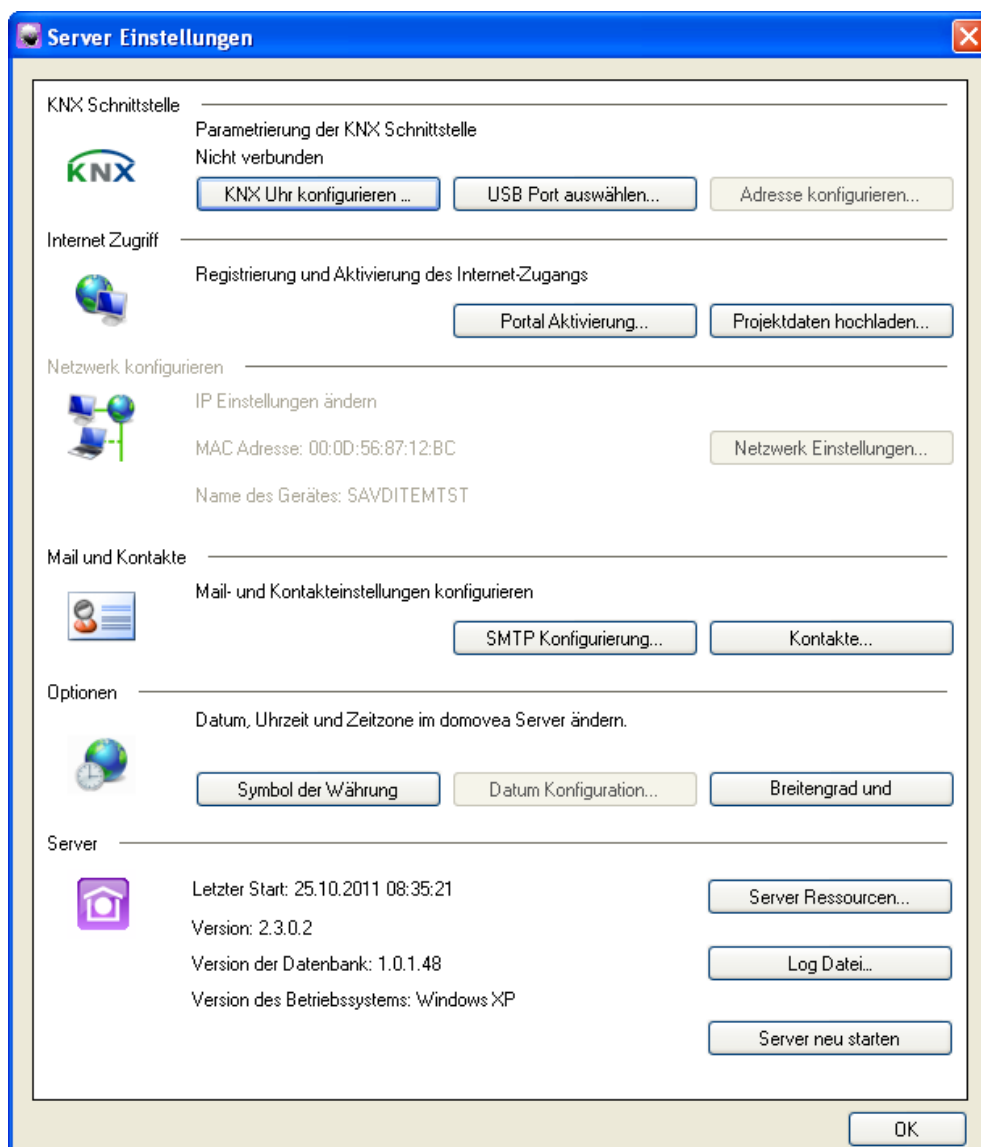 Server Einstellungen
KNX Schnittstelle
Parametrierung der KNX Schnittstelle
Nicht verbunden
KNX
KNX Uhr konfigurieren ...
USB Port auswählen...
Adresse konfigurieren...
Internet Zugriff
Registrierung und Aktivierung des Internet-Zugangs
Portal Aktivierung...
Projektdaten hochladen...
Netzwerk konfigurieren
IP Einstellungen ändern
MAC Adresse: 00:0D:56:87:12:BC
Netzwerk Einstellungen...
Name des Gerätes: SAVDITEMTST
Mail und Kontakte
Mail- und Kontakteinstellungen konfigurieren
SMTP Konfigurierung...
Kontakte...
Optionen
Datum, Uhrzeit und Zeitzone im domovea Server ändern.
Symbol der Währung
Datum Konfiguration...
Breitengrad und
Server
Letzter Start: 25.10.2011 08:35:21
Server Ressourcen...
Version: 2.3.0.2
Version der Datenbank: 1.0.1.48
Log Datei...
Version des Betriebssystems: Windows XP
Server neu starten
OK